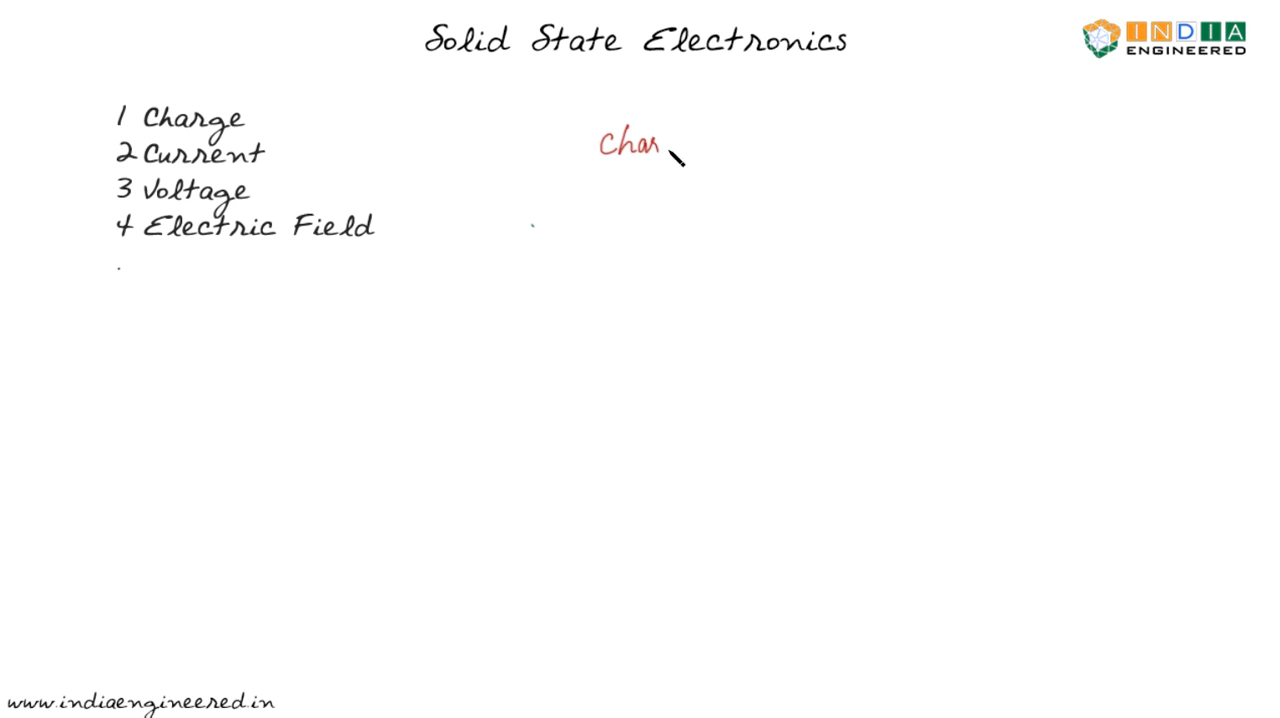 Solid State Electronics
INDIA
ENGINEERED
1 Charge
2 Current
3 Voltage
4 Electric Field
Char
www.indiaengineered.in